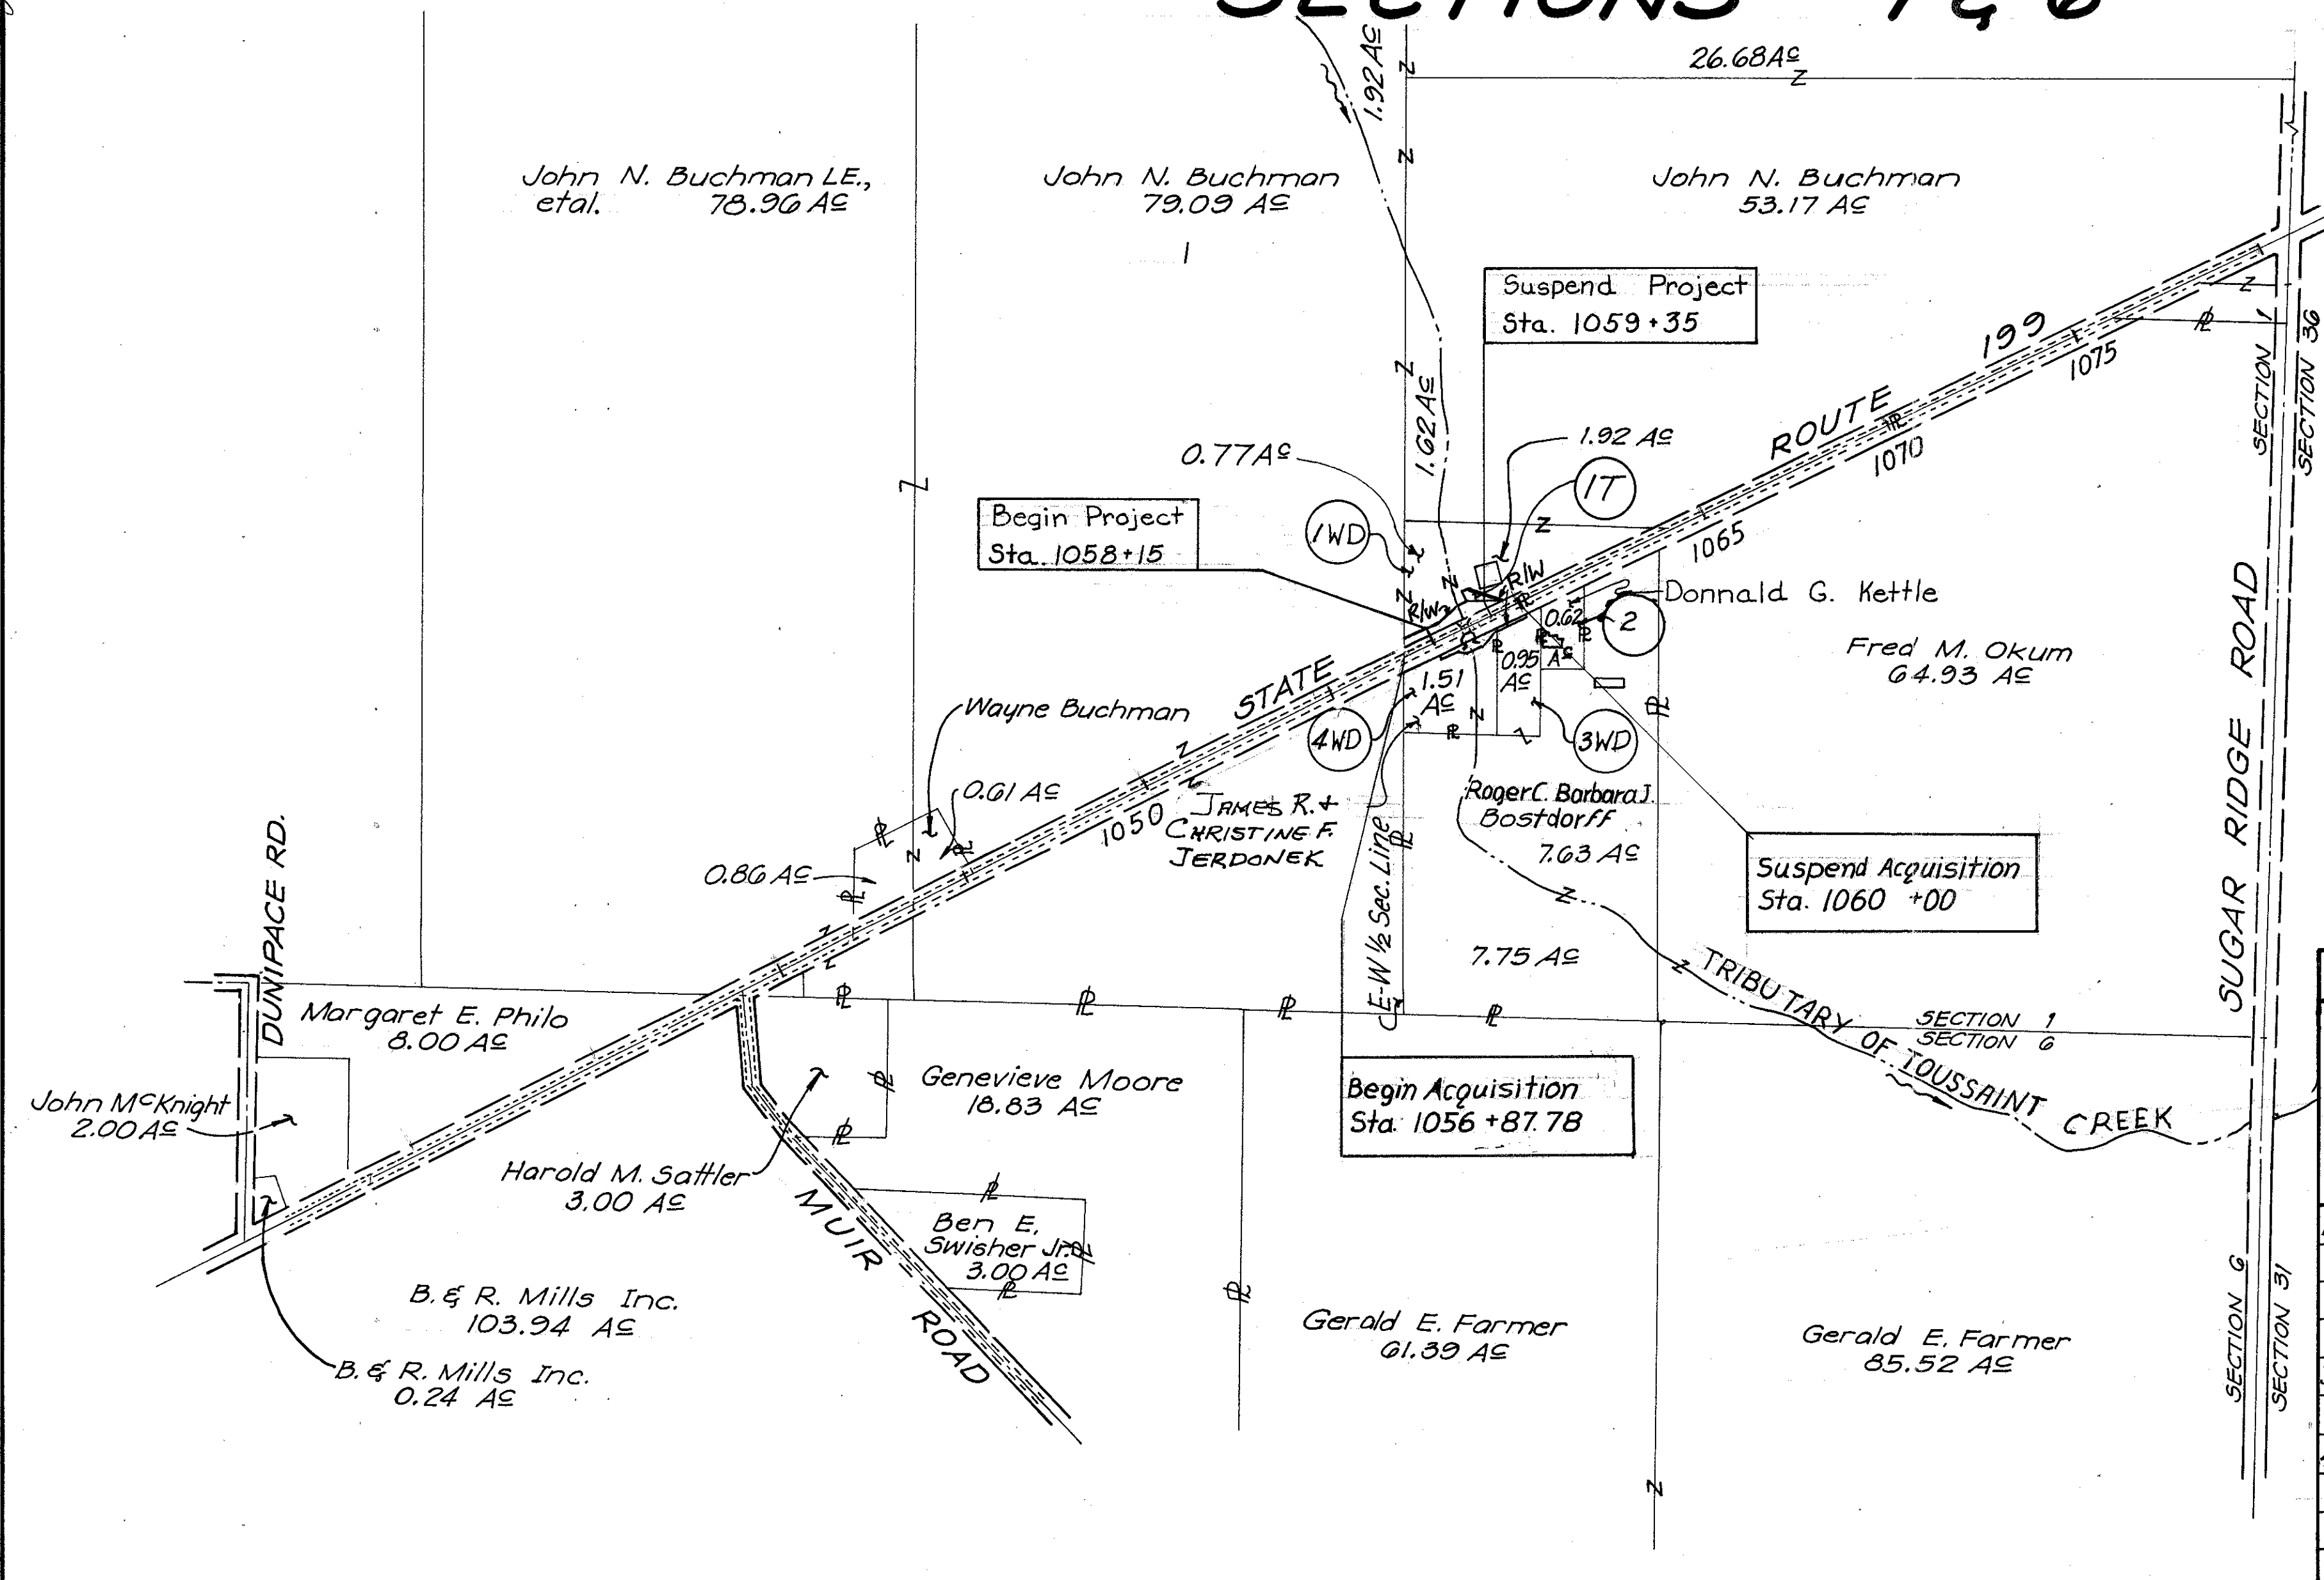 SECTIONS 1 & 6
26.68 Ac
1.92 Ac
John N. Buchman LE.,
etal. 78.96 Ac
John N. Buchman
79.09 Ac
1
John N. Buchman
53.17 Ac
Suspend Project
Sta. 1059+35
1.62 Ac
0.77 Ac
1.92 Ac
1T
1WD
Begin Project
Sta. 1058+15
R/W
R/W
STATE ROUTE 199
1050
1065
1070
1075
SECTION 1
SECTION 36
Donnald G. Kettle
0.62
Ac
2
0.95
Ac
1.51
Ac
4WD
3WD
Fred M. Okum
64.93 Ac
SUGAR RIDGE ROAD
Wayne Buchman
0.61 Ac
0.86 Ac
JAMES R. &
CHRISTINE F.
JERDONEK
Roger C. Barbara J.
Bostdorff
7.63 Ac
E-W ½ Sec. Line
Suspend Acquisition
Sta. 1060 +00
7.75 Ac
TRIBUTARY OF TOUSSAINT CREEK
SECTION 1
SECTION 6
DUNIPACE RD.
Margaret E. Philo
8.00 Ac
John McKnight
2.00 Ac
Genevieve Moore
18.83 Ac
Begin Acquisition
Sta. 1056 +87.78
Harold M. Sattler
3.00 Ac
MUIR ROAD
Ben E.
Swisher Jr.
3.00 Ac
B. & R. Mills Inc.
103.94 Ac
B. & R. Mills Inc.
0.24 Ac
Gerald E. Farmer
61.39 Ac
Gerald E. Farmer
85.52 Ac
SECTION 6
SECTION 31